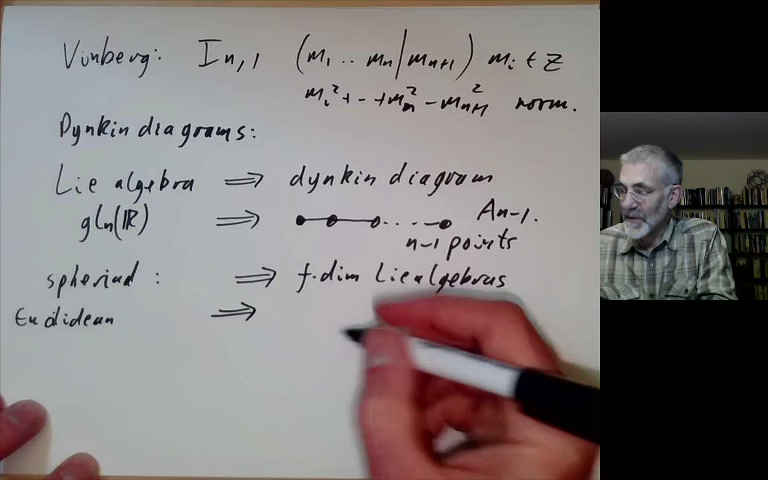 Vinberg: I n,1 (m₁ .. mₙ | mₙ₊₁) mᵢ ∈ Z
m₁² + - + mₙ² - mₙ₊₁² norm.
Dynkin diagrams:
Lie algebra ⇒ dynkin diagram
glₙ(ℝ) ⇒ Aₙ₋₁.
n-1 points
spherical : ⇒ f.dim Lie algebras
Euclidean ⇒